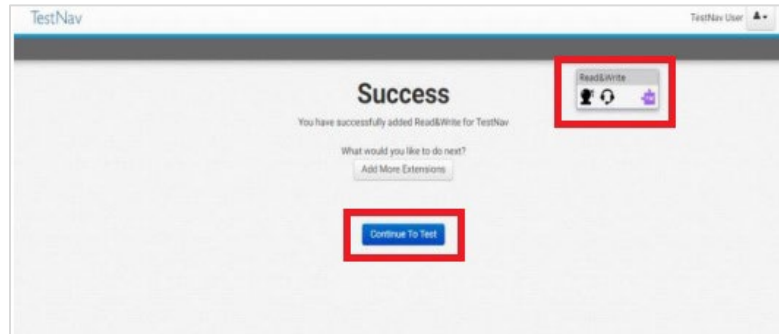 TestNav
TestNav User
Read&Write
Success
You have successfully added Read&Write for TestNav
What would you like to do next?
Add More Extensions
Continue To Test